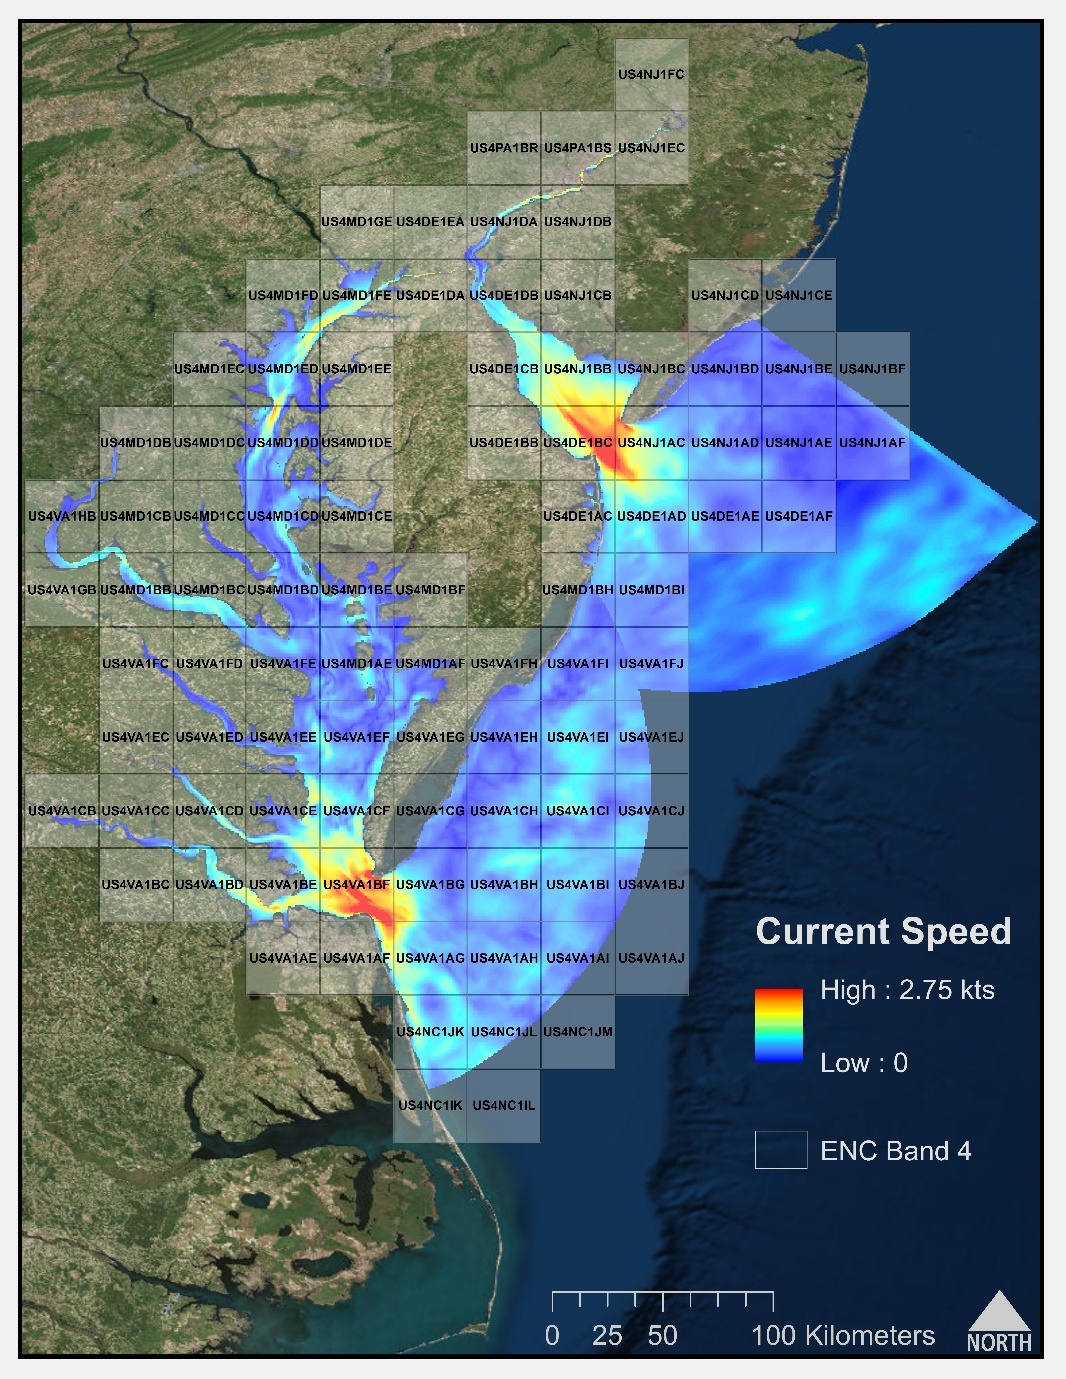 US4NJ1FC
US4PA1BR US4PA1BS US4NJ1EC
US4MD1GE US4DE1EA US4NJ1DA US4NJ1DB
US4MD1FD US4MD1FE US4DE1DA US4DE1DB US4NJ1CB US4NJ1CD US4NJ1CE
US4MD1EC US4MD1ED US4MD1EE US4DE1CB US4NJ1BB US4NJ1BC US4NJ1BD US4NJ1BE US4NJ1BF
US4MD1DB US4MD1DC US4MD1DD US4MD1DE US4DE1BB US4DE1BC US4NJ1AC US4NJ1AD US4NJ1AE US4NJ1AF
US4VA1HB US4MD1CB US4MD1CC US4MD1CD US4MD1CE US4DE1AC US4DE1AD US4DE1AE US4DE1AF
US4VA1GB US4MD1BB US4MD1BC US4MD1BD US4MD1BE US4MD1BF US4MD1BH US4MD1BI
US4VA1FC US4VA1FD US4VA1FE US4MD1AE US4MD1AF US4VA1FH US4VA1FI US4VA1FJ
US4VA1EC US4VA1ED US4VA1EE US4VA1EF US4VA1EG US4VA1EH US4VA1EI US4VA1EJ
US4VA1CB US4VA1CC US4VA1CD US4VA1CE US4VA1CF US4VA1CG US4VA1CH US4VA1CI US4VA1CJ
US4VA1BC US4VA1BD US4VA1BE US4VA1BF US4VA1BG US4VA1BH US4VA1BI US4VA1BJ
US4VA1AE US4VA1AF US4VA1AG US4VA1AH US4VA1AI US4VA1AJ
US4NC1JK US4NC1JL US4NC1JM
US4NC1IK US4NC1IL
Current Speed
High : 2.75 kts
Low : 0
ENC Band 4
0 25 50 100 Kilometers
NORTH